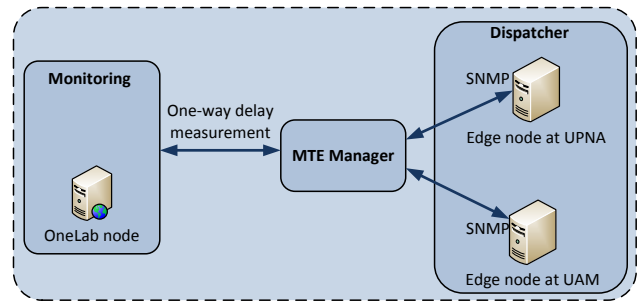 Monitoring
OneLab node
One-way delay
measurement
MTE Manager
Dispatcher
SNMP
Edge node at UPNA
SNMP
Edge node at UAM